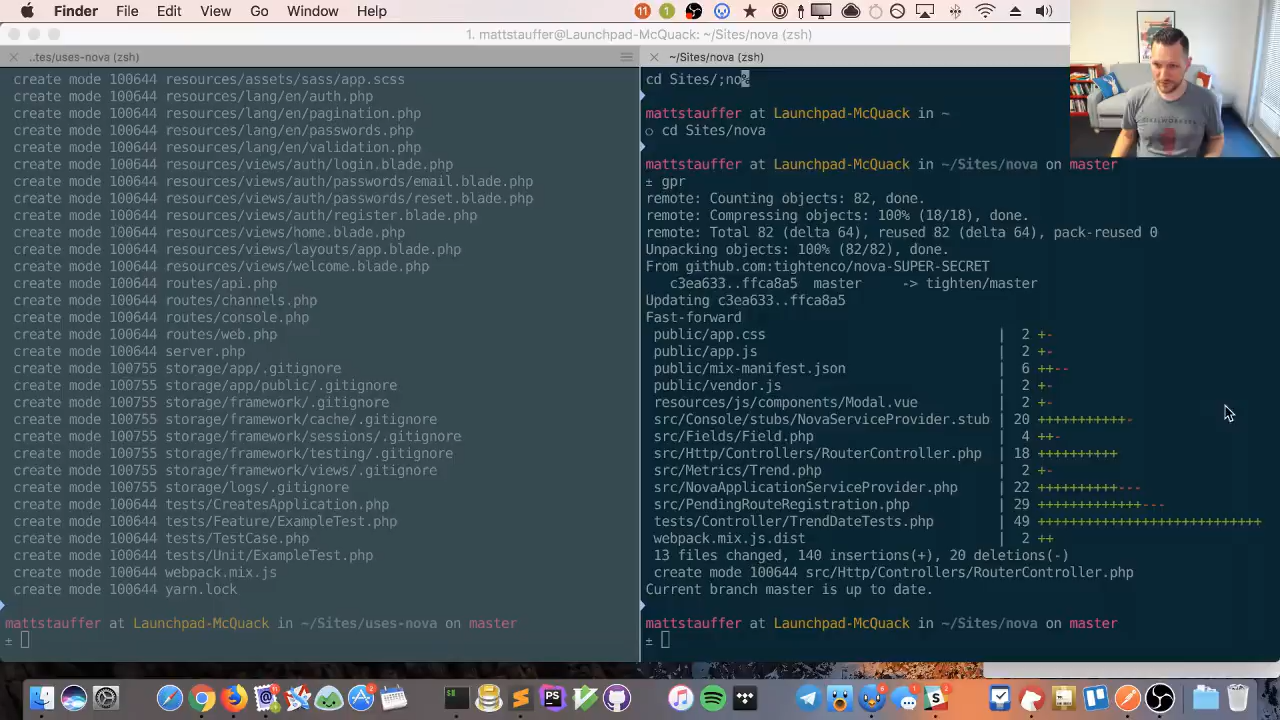 Finder File Edit View Go Window Help 11 1
1. mattstauffer@Launchpad-McQuack: ~/Sites/nova (zsh)
..tes/uses-nova (zsh)
create mode 100644 resources/assets/sass/app.scss
create mode 100644 resources/lang/en/auth.php
create mode 100644 resources/lang/en/pagination.php
create mode 100644 resources/lang/en/passwords.php
create mode 100644 resources/lang/en/validation.php
create mode 100644 resources/views/auth/login.blade.php
create mode 100644 resources/views/auth/passwords/email.blade.php
create mode 100644 resources/views/auth/passwords/reset.blade.php
create mode 100644 resources/views/auth/register.blade.php
create mode 100644 resources/views/home.blade.php
create mode 100644 resources/views/layouts/app.blade.php
create mode 100644 resources/views/welcome.blade.php
create mode 100644 routes/api.php
create mode 100644 routes/channels.php
create mode 100644 routes/console.php
create mode 100644 routes/web.php
create mode 100644 server.php
create mode 100755 storage/app/.gitignore
create mode 100755 storage/app/public/.gitignore
create mode 100755 storage/framework/.gitignore
create mode 100755 storage/framework/cache/.gitignore
create mode 100755 storage/framework/sessions/.gitignore
create mode 100755 storage/framework/testing/.gitignore
create mode 100755 storage/framework/views/.gitignore
create mode 100755 storage/logs/.gitignore
create mode 100644 tests/CreatesApplication.php
create mode 100644 tests/Feature/ExampleTest.php
create mode 100644 tests/TestCase.php
create mode 100644 tests/Unit/ExampleTest.php
create mode 100644 webpack.mix.js
create mode 100644 yarn.lock
mattstauffer at Launchpad-McQuack in ~/Sites/uses-nova on master
±
~/Sites/nova (zsh)
cd Sites/;nova
mattstauffer at Launchpad-McQuack in ~
○ cd Sites/nova
mattstauffer at Launchpad-McQuack in ~/Sites/nova on master
± gpr
remote: Counting objects: 82, done.
remote: Compressing objects: 100% (18/18), done.
remote: Total 82 (delta 64), reused 82 (delta 64), pack-reused 0
Unpacking objects: 100% (82/82), done.
From github.com:tightenco/nova-SUPER-SECRET
c3ea633..ffca8a5 master -> tighten/master
Updating c3ea633..ffca8a5
Fast-forward
public/app.css | 2 +-
public/app.js | 2 +-
public/mix-manifest.json | 6 ++--
public/vendor.js | 2 +-
resources/js/components/Modal.vue | 2 +-
src/Console/stubs/NovaServiceProvider.stub | 20 +++++++++++-
src/Fields/Field.php | 4 ++-
src/Http/Controllers/RouterController.php | 18 ++++++++++
src/Metrics/Trend.php | 2 +-
src/NovaApplicationServiceProvider.php | 22 ++++++++++---
src/PendingRouteRegistration.php | 29 +++++++++++++---
tests/Controller/TrendDateTests.php | 49 ++++++++++++++++++++++++++++
webpack.mix.js.dist | 2 ++
13 files changed, 140 insertions(+), 20 deletions(-)
create mode 100644 src/Http/Controllers/RouterController.php
Current branch master is up to date.
mattstauffer at Launchpad-McQuack in ~/Sites/nova on master
±